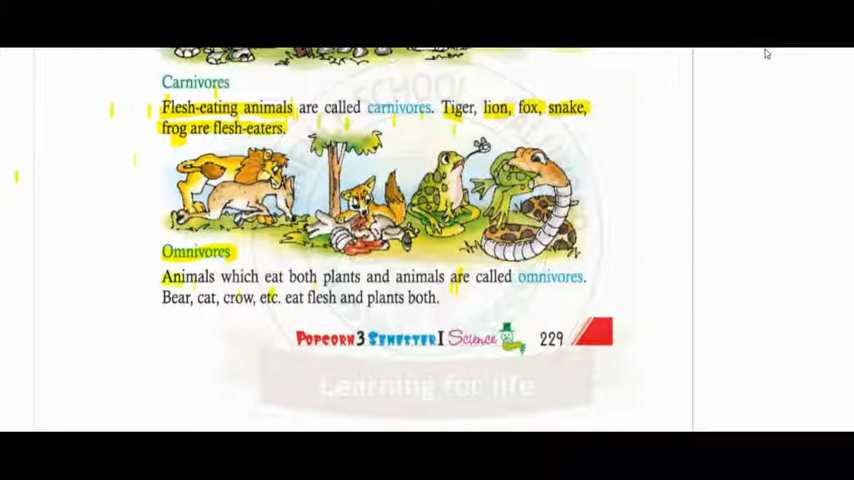 Carnivores
Flesh-eating animals are called carnivores. Tiger, lion, fox, snake,
frog are flesh-eaters.
Omnivores
Animals which eat both plants and animals are called omnivores.
Bear, cat, crow, etc. eat flesh and plants both.
POPCORN 3 SEMESTER I Science 229
Learning for life